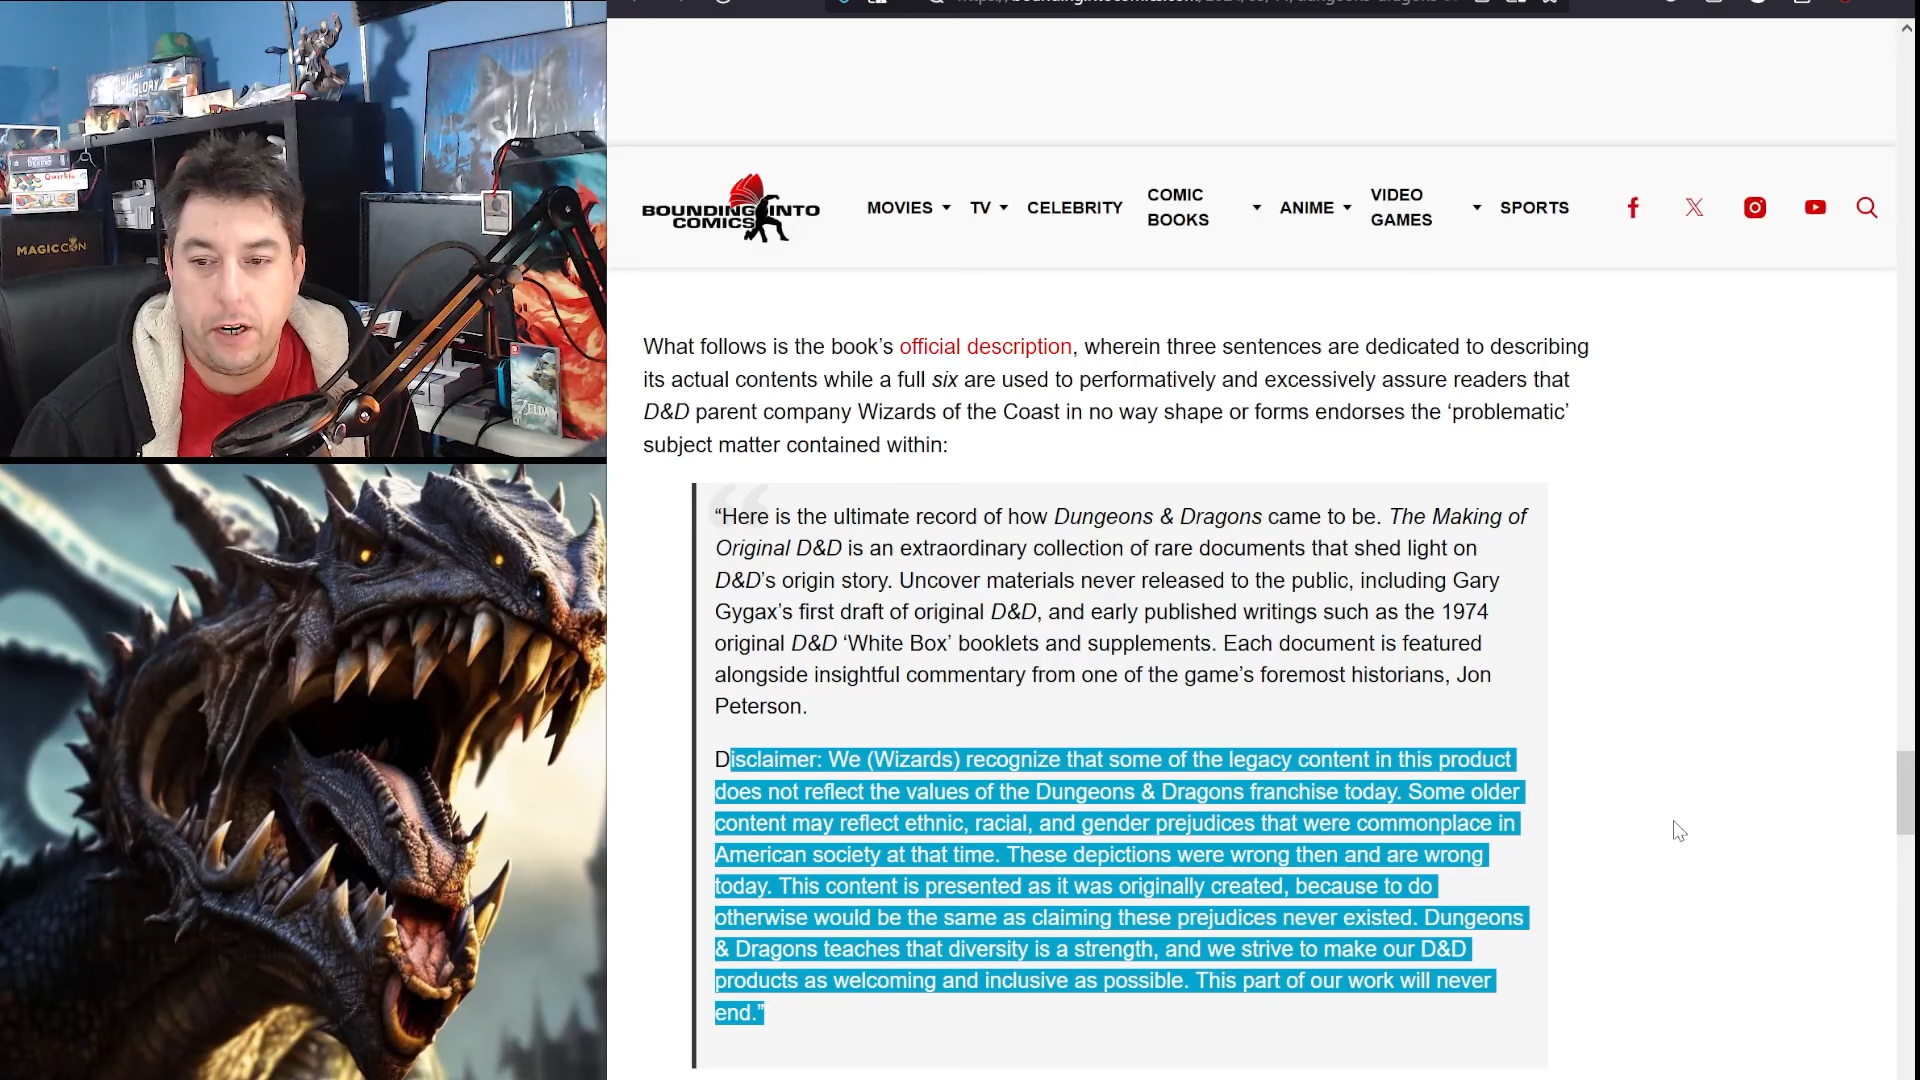 GLORY
Qwirkle
MAGICCON
ZELDA
BOUNDING INTO
COMICS
MOVIES
TV
CELEBRITY
COMIC
BOOKS
ANIME
VIDEO
GAMES
SPORTS
What follows is the book’s official description, wherein three sentences are dedicated to describing
its actual contents while a full six are used to performatively and excessively assure readers that
D&D parent company Wizards of the Coast in no way shape or forms endorses the ‘problematic’
subject matter contained within:
“Here is the ultimate record of how Dungeons & Dragons came to be. The Making of
Original D&D is an extraordinary collection of rare documents that shed light on
D&D’s origin story. Uncover materials never released to the public, including Gary
Gygax’s first draft of original D&D, and early published writings such as the 1974
original D&D ‘White Box’ booklets and supplements. Each document is featured
alongside insightful commentary from one of the game’s foremost historians, Jon
Peterson.
Disclaimer: We (Wizards) recognize that some of the legacy content in this product
does not reflect the values of the Dungeons & Dragons franchise today. Some older
content may reflect ethnic, racial, and gender prejudices that were commonplace in
American society at that time. These depictions were wrong then and are wrong
today. This content is presented as it was originally created, because to do
otherwise would be the same as claiming these prejudices never existed. Dungeons
& Dragons teaches that diversity is a strength, and we strive to make our D&D
products as welcoming and inclusive as possible. This part of our work will never
end.”